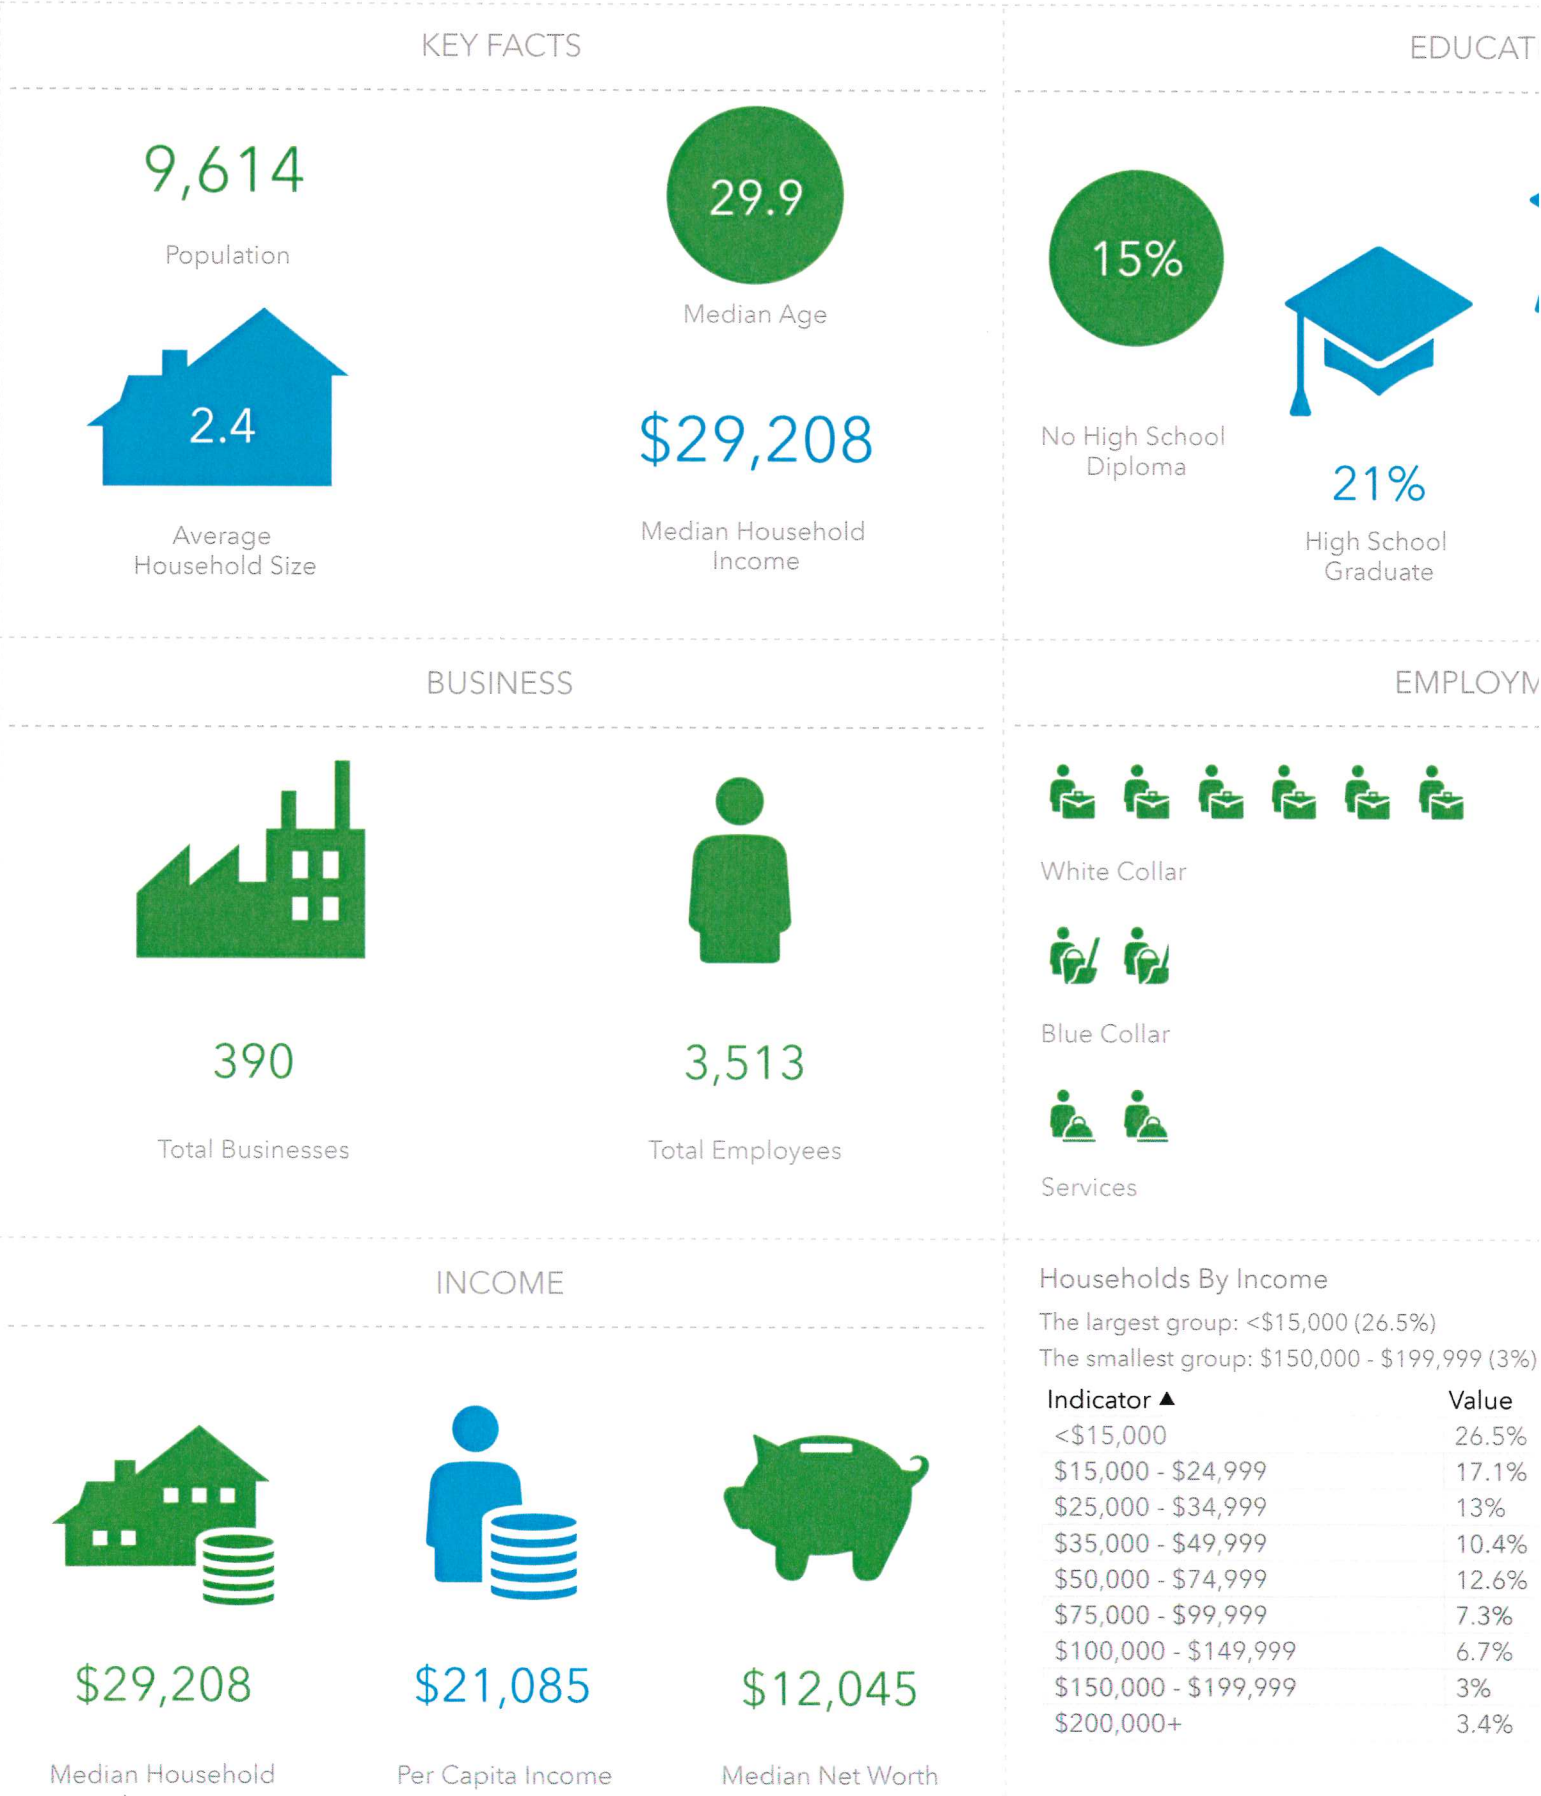 KEY FACTS
9,614
Population
29.9
Median Age
2.4
Average
Household Size
$29,208
Median Household
Income
EDUCAT
15%
No High School
Diploma
21%
High School
Graduate
BUSINESS
390
Total Businesses
3,513
Total Employees
EMPLOYM
White Collar
Blue Collar
Services
INCOME
$29,208
Median Household
$21,085
Per Capita Income
$12,045
Median Net Worth
Households By Income
The largest group: <$15,000 (26.5%)
The smallest group: $150,000 - $199,999 (3%)
Indicator ▲ Value
<$15,000 26.5%
$15,000 - $24,999 17.1%
$25,000 - $34,999 13%
$35,000 - $49,999 10.4%
$50,000 - $74,999 12.6%
$75,000 - $99,999 7.3%
$100,000 - $149,999 6.7%
$150,000 - $199,999 3%
$200,000+ 3.4%